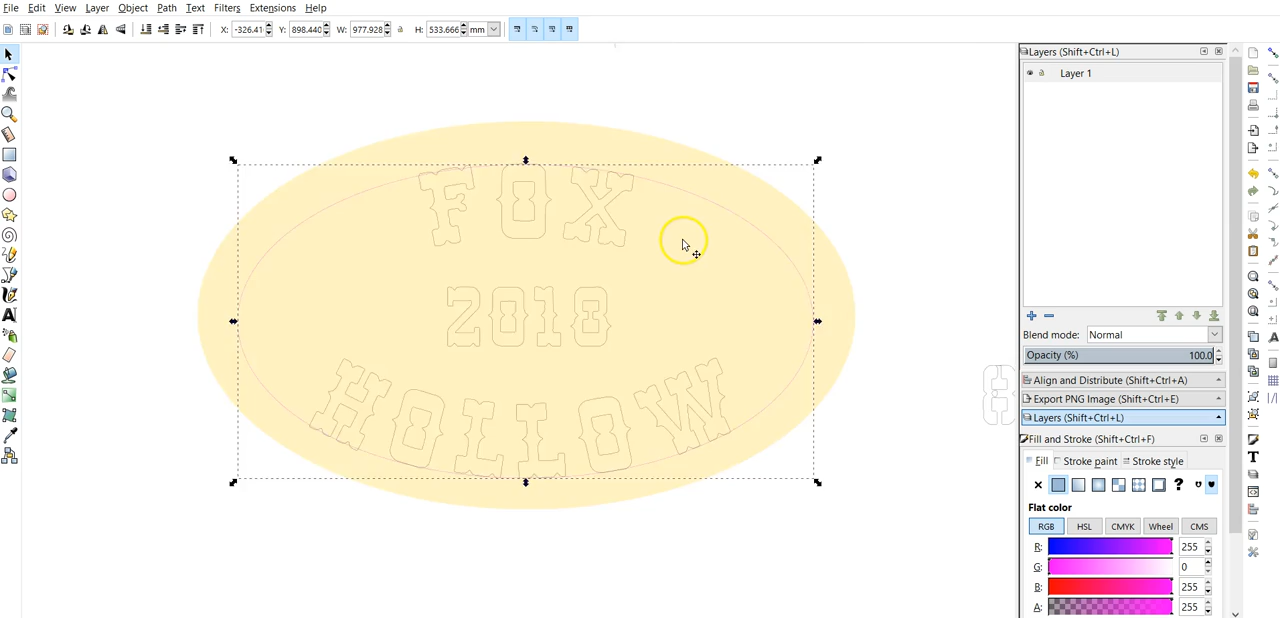 File Edit View Layer Object Path Text Filters Extensions Help
X: -326.41 Y: 898.440 W: 977.928 H: 533.666 mm
Layers (Shift+Ctrl+L)
Layer 1
FOX
2018
HOLLOW
8
Blend mode: Normal
Opacity (%) 100.0
Align and Distribute (Shift+Ctrl+A)
Export PNG Image (Shift+Ctrl+E)
Layers (Shift+Ctrl+L)
Fill and Stroke (Shift+Ctrl+F)
Fill Stroke paint Stroke style
Flat color
RGB HSL CMYK Wheel CMS
R: 255
G: 0
B: 255
A: 255